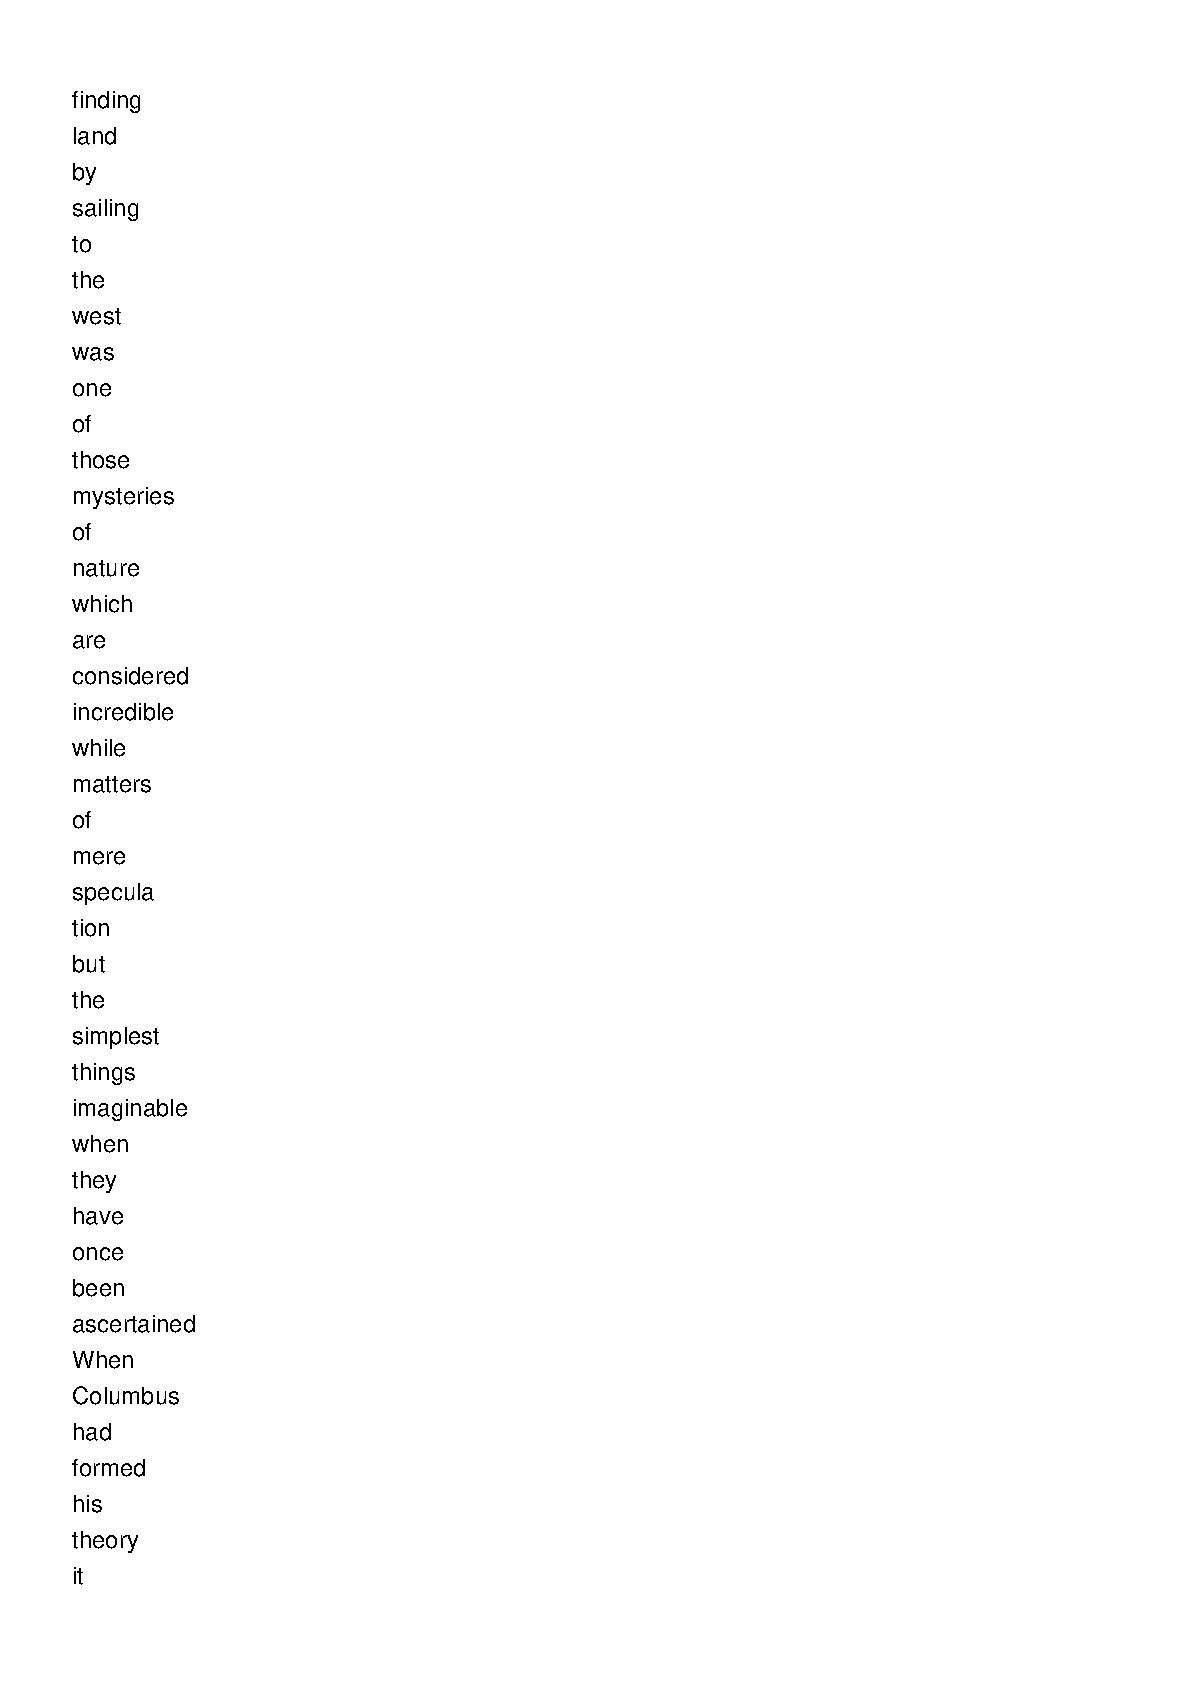 finding
land
by
sailing
to
the
west
was
one
of
those
mysteries
of
nature
which
are
considered
incredible
while
matters
of
mere
specula
tion
but
the
simplest
things
imaginable
when
they
have
once
been
ascertained
When
Columbus
had
formed
his
theory
it